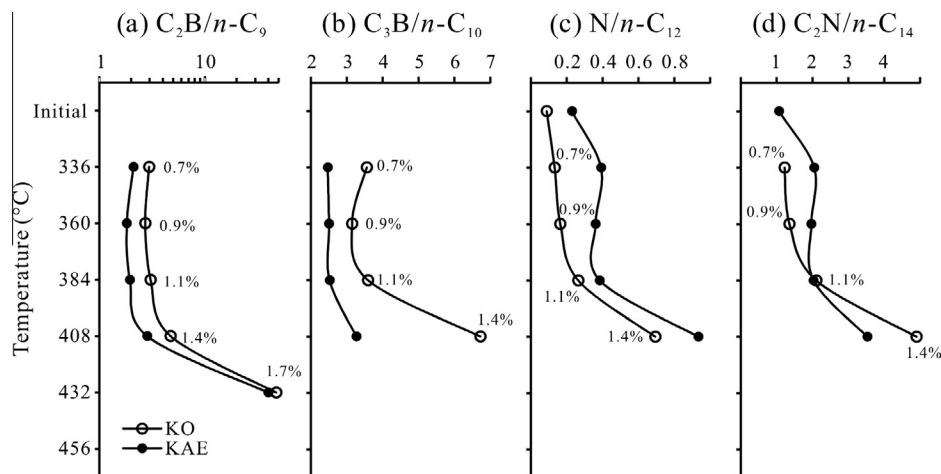 (a) C₂B/n-C₉ (b) C₃B/n-C₁₀ (c) N/n-C₁₂ (d) C₂N/n-C₁₄
1 10 2 3 4 5 6 7 0.2 0.4 0.6 0.8 1 2 3 4
Initial
0.7% 0.7% 0.7% 0.7%
336
0.9% 0.9% 0.9% 0.9%
360
384 1.1% 1.1% 1.1% 1.1%
408 1.4% 1.4% 1.4% 1.4%
1.7%
432
KO
KAE
456
Temperature (°C)